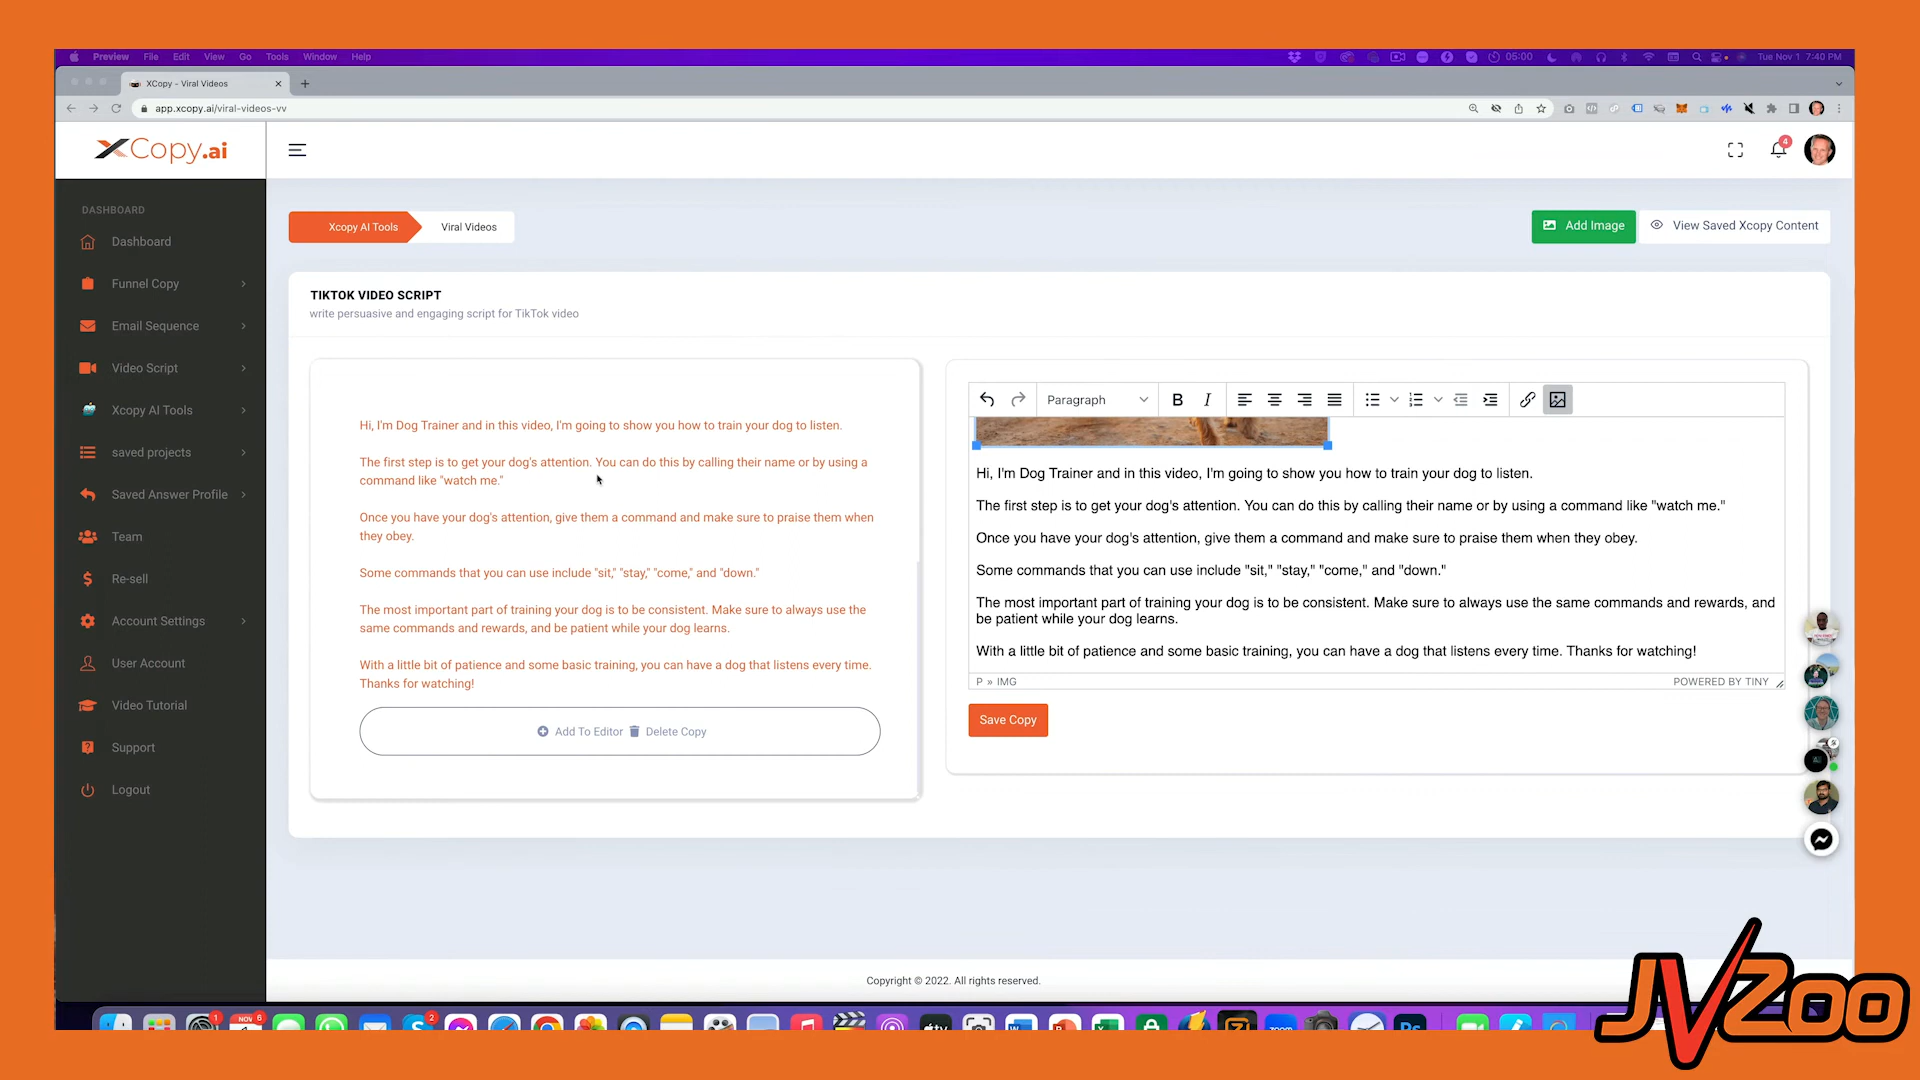 Preview File Edit View Go Tools Window Help
05:00 Tue Nov 1 7:40 PM
XCopy - Viral Videos
app.xcopy.ai/viral-videos-vv
XCopy.ai
4
DASHBOARD
Dashboard
Funnel Copy
Email Sequence
Video Script
Xcopy AI Tools
saved projects
Saved Answer Profile
Team
Re-sell
Account Settings
User Account
Video Tutorial
Support
Logout
Xcopy AI Tools
Viral Videos
Add Image
View Saved Xcopy Content
TIKTOK VIDEO SCRIPT
write persuasive and engaging script for TikTok video
Hi, I'm Dog Trainer and in this video, I'm going to show you how to train your dog to listen.
The first step is to get your dog's attention. You can do this by calling their name or by using a
command like "watch me."
Once you have your dog's attention, give them a command and make sure to praise them when
they obey.
Some commands that you can use include "sit," "stay," "come," and "down."
The most important part of training your dog is to be consistent. Make sure to always use the
same commands and rewards, and be patient while your dog learns.
With a little bit of patience and some basic training, you can have a dog that listens every time.
Thanks for watching!
Add To Editor Delete Copy
Paragraph B I
Hi, I'm Dog Trainer and in this video, I'm going to show you how to train your dog to listen.
The first step is to get your dog's attention. You can do this by calling their name or by using a command like "watch me."
Once you have your dog's attention, give them a command and make sure to praise them when they obey.
Some commands that you can use include "sit," "stay," "come," and "down."
The most important part of training your dog is to be consistent. Make sure to always use the same commands and rewards, and
be patient while your dog learns.
With a little bit of patience and some basic training, you can have a dog that listens every time. Thanks for watching!
P » IMG
POWERED BY TINY
Save Copy
Copyright © 2022. All rights reserved.
1 NOV 6 2 tv zoom Ps
JVZoo